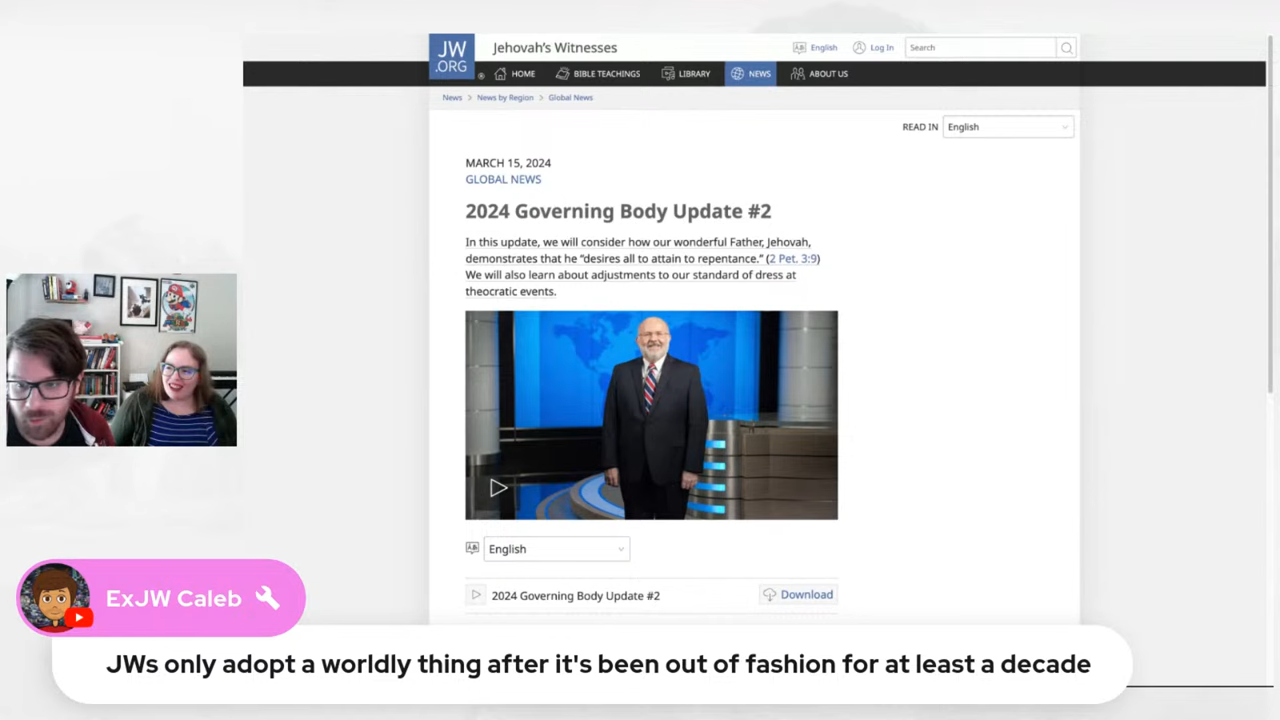 JW
.ORG
®
Jehovah's Witnesses
English
Log In
Search
HOME
BIBLE TEACHINGS
LIBRARY
NEWS
ABOUT US
News > News by Region > Global News
READ IN
English
MARCH 15, 2024
GLOBAL NEWS
2024 Governing Body Update #2
In this update, we will consider how our wonderful Father, Jehovah,
demonstrates that he “desires all to attain to repentance.” (2 Pet. 3:9)
We will also learn about adjustments to our standard of dress at
theocratic events.
English
2024 Governing Body Update #2
Download
ExJW Caleb
JWs only adopt a worldly thing after it's been out of fashion for at least a decade